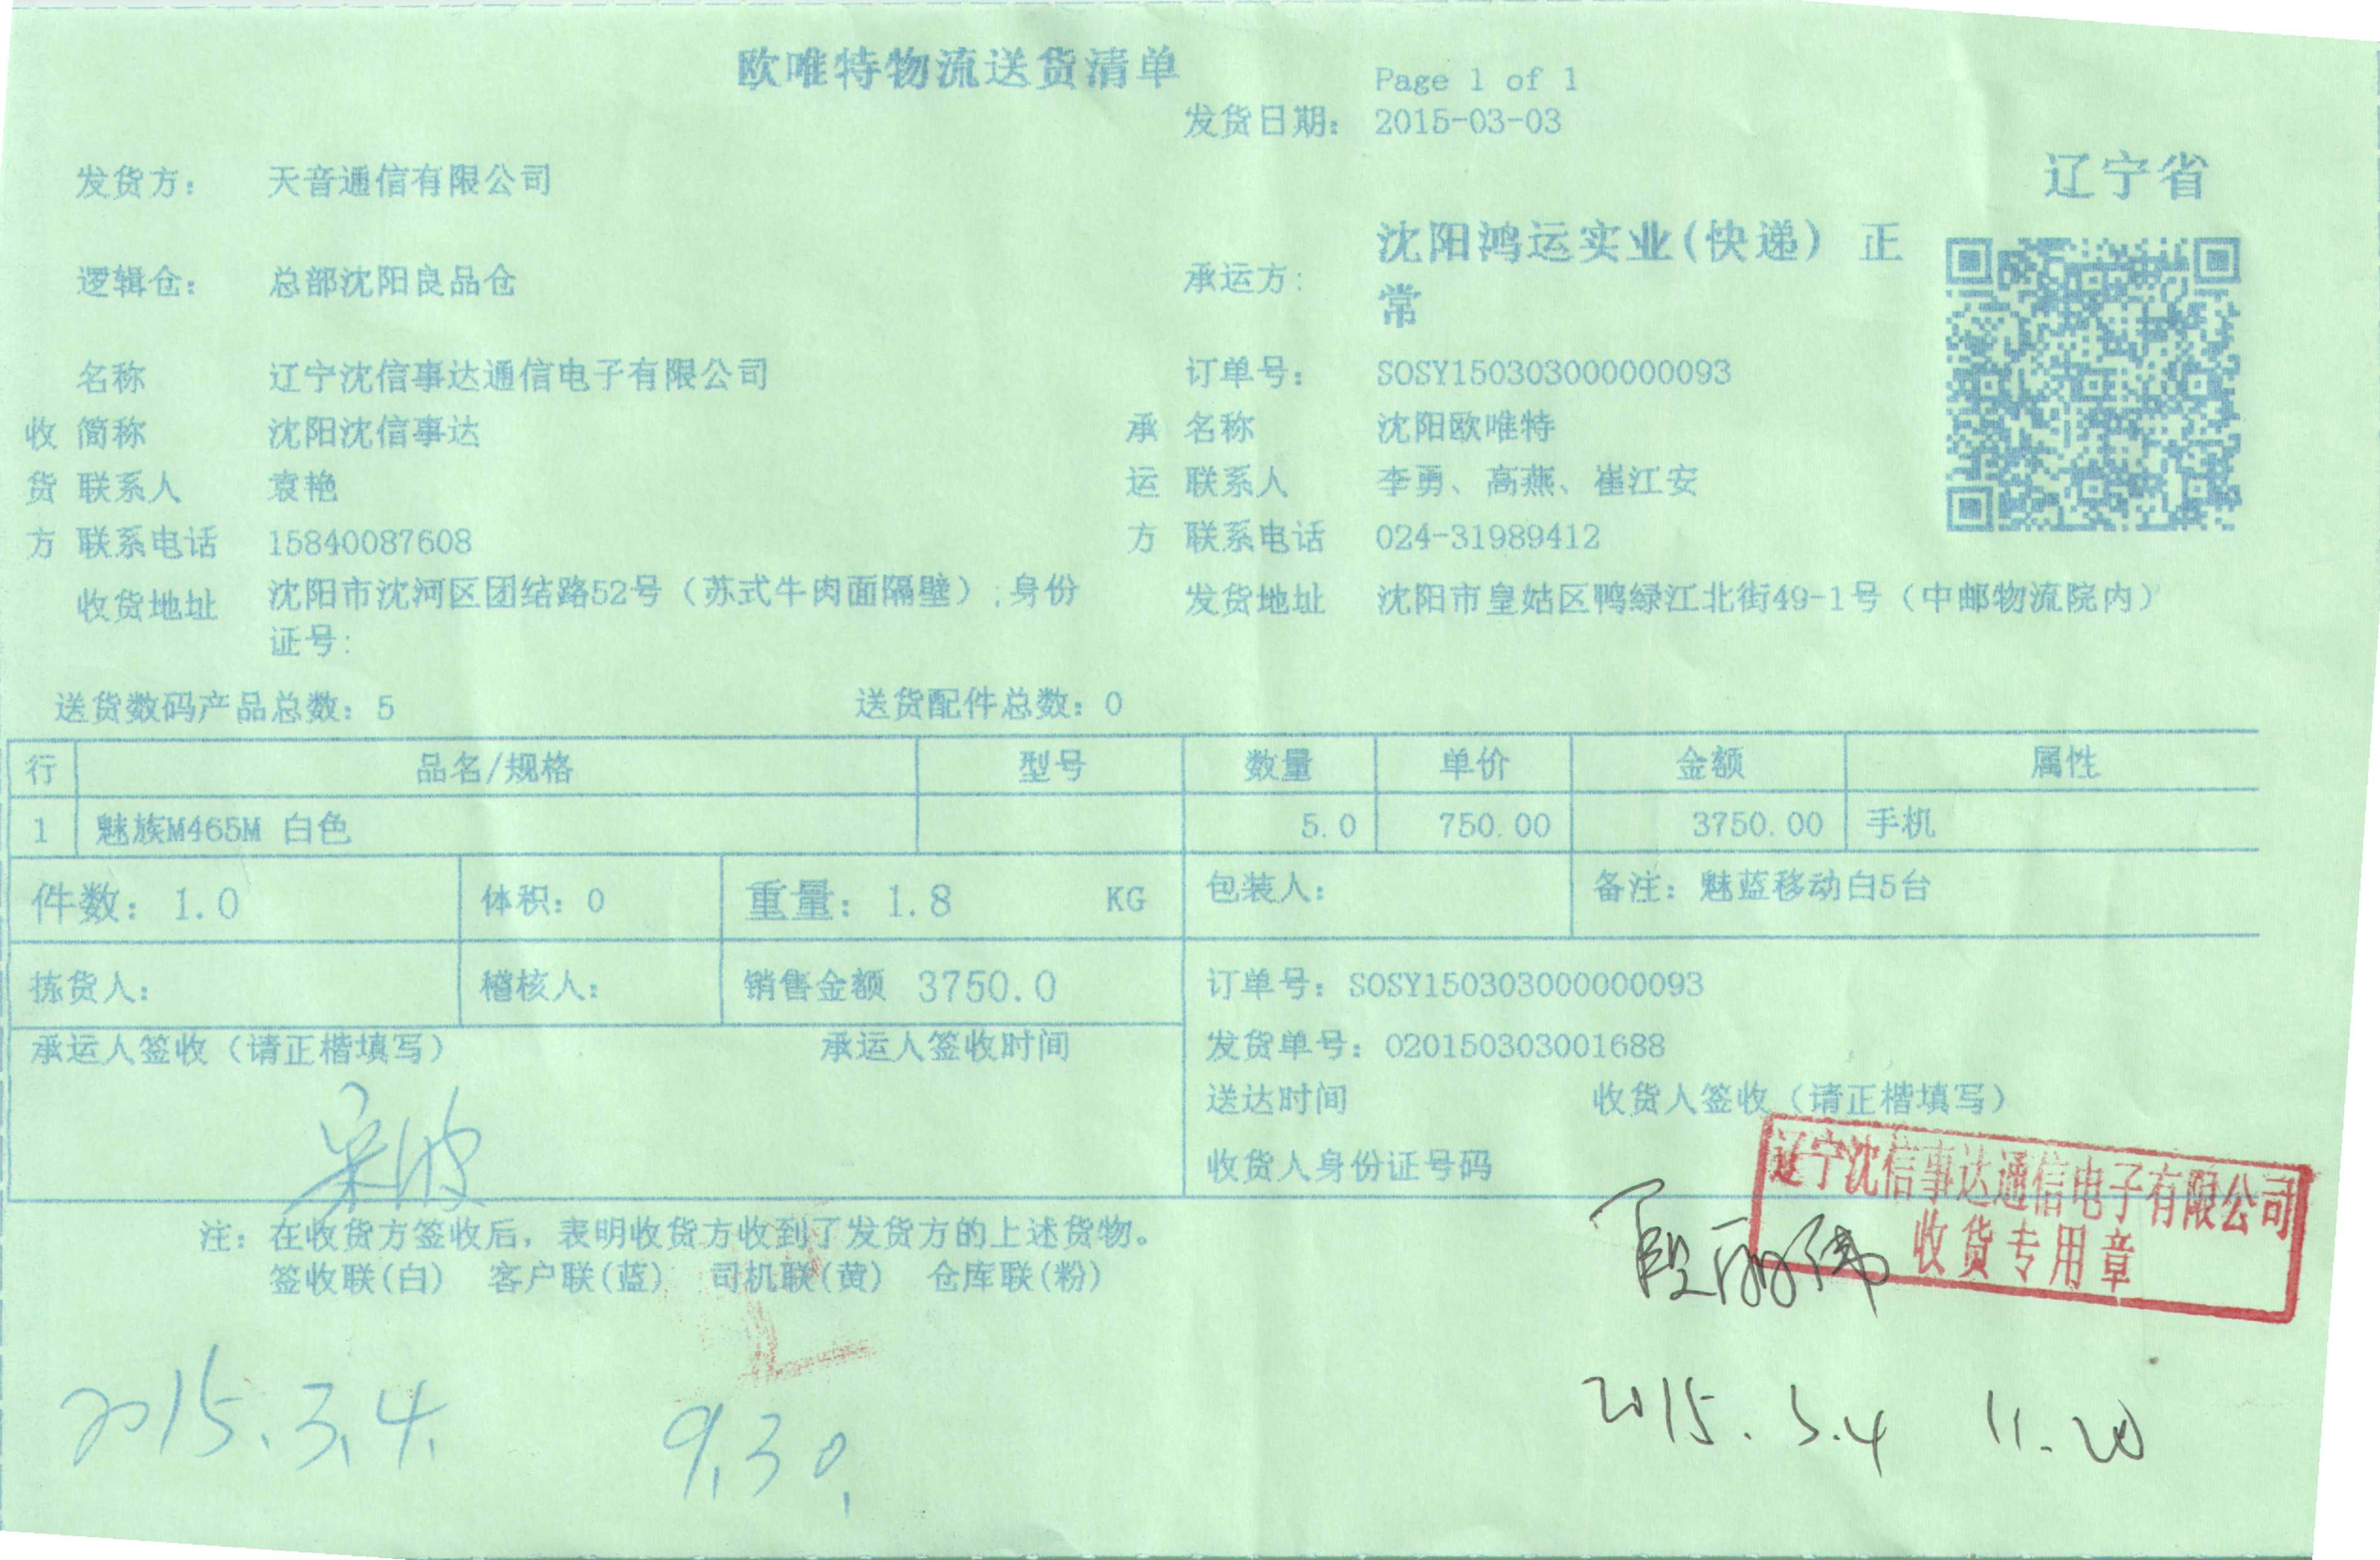 欧唯特物流送货清单
Page 1 of 1
发货日期: 2015-03-03
发货方: 天音通信有限公司
辽宁省
逻辑仓: 总部沈阳良品仓
承运方: 沈阳鸿运实业(快递) 正
常
名称 辽宁沈信事达通信电子有限公司 订单号: SOSY150303000000093
收 简称 沈阳沈信事达 承 名称 沈阳欧唯特
货 联系人 袁艳 运 联系人 李勇、高燕、崔江安
方 联系电话 15840087608 方 联系电话 024-31989412
收货地址 沈阳市沈河区团结路52号（苏式牛肉面隔壁）;身份
证号:
发货地址 沈阳市皇姑区鸭绿江北街49-1号（中邮物流院内）
送货数码产品总数: 5 送货配件总数: 0
行 品名/规格 型号 数量 单价 金额 属性
1 魅族M465M 白色 5.0 750.00 3750.00 手机
件数: 1.0 体积: 0 重量: 1.8 KG 包装人: 备注: 魅蓝移动白5台
拣货人: 稽核人: 销售金额 3750.0 订单号: SOSY150303000000093
承运人签收（请正楷填写） 承运人签收时间 发货单号: 020150303001688
送达时间 收货人签收（请正楷填写）
收货人身份证号码
辽宁沈信事达通信电子有限公司
收货专用章
注: 在收货方签收后，表明收货方收到了发货方的上述货物。
签收联(白) 客户联(蓝) 司机联(黄) 仓库联(粉)
2015.3.4. 9.30.
2015.3.4 11.20